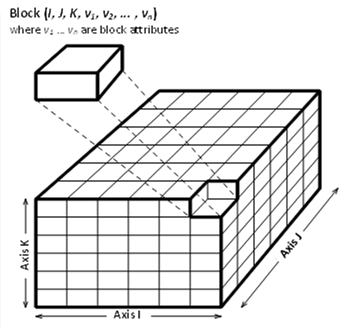 Block (I, J, K, v₁, v₂, ... , vₙ)
where v₁ ... vₙ are block attributes
Axis K
Axis I
Axis J